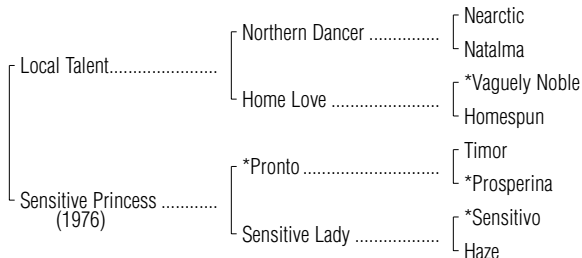 Nearctic
Northern Dancer ................
Natalma
Local Talent........................
*Vaguely Noble
Home Love ........................
Homespun
Timor
*Pronto..............................
*Prosperina
Sensitive Princess ............
(1976)
*Sensitivo
Sensitive Lady ...................
Haze